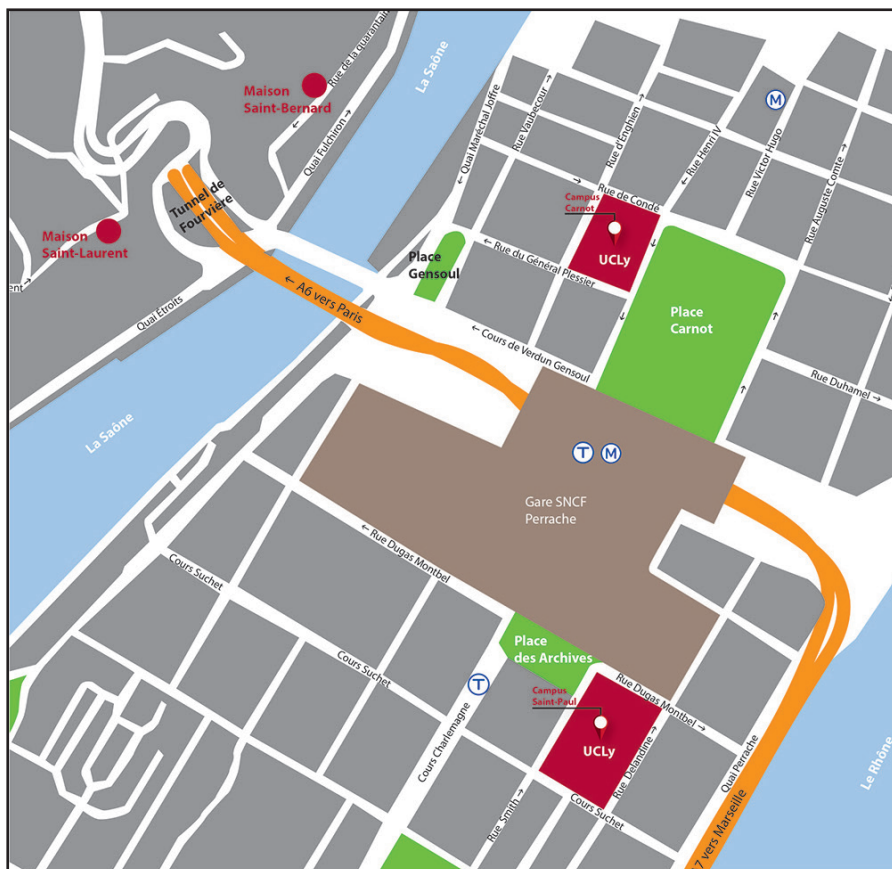 Rue de la quarantaine
Maison
Saint-Bernard
Quai Fulchiron →
La Saône
Quai Maréchal Joffre
Rue Vaubecour →
Rue d'Enghien →
← Rue Henri IV
M
Rue Victor Hugo →
Rue Auguste Comte →
Tunnel de
Fourvière
Maison
Saint-Laurent
Quai Etroits
← A6 vers Paris
Place
Gensoul
Rue de Condé
Campus
Carnot
UCLy
← Rue du Général Plessier
Place
Carnot
← Cours de Verdun Gensoul
Rue Duhamel →
La Saône
T
M
Gare SNCF
Perrache
← Rue Dugas Montbel
Cours Suchet
Cours Suchet
Place
des Archives
Rue Dugas Montbel →
T
Campus
Saint-Paul
UCLy
Cours Charlemagne
Rue Smith →
Cours Suchet
Rue Delandine →
Quai Perrache
A7 vers Marseille
Le Rhône